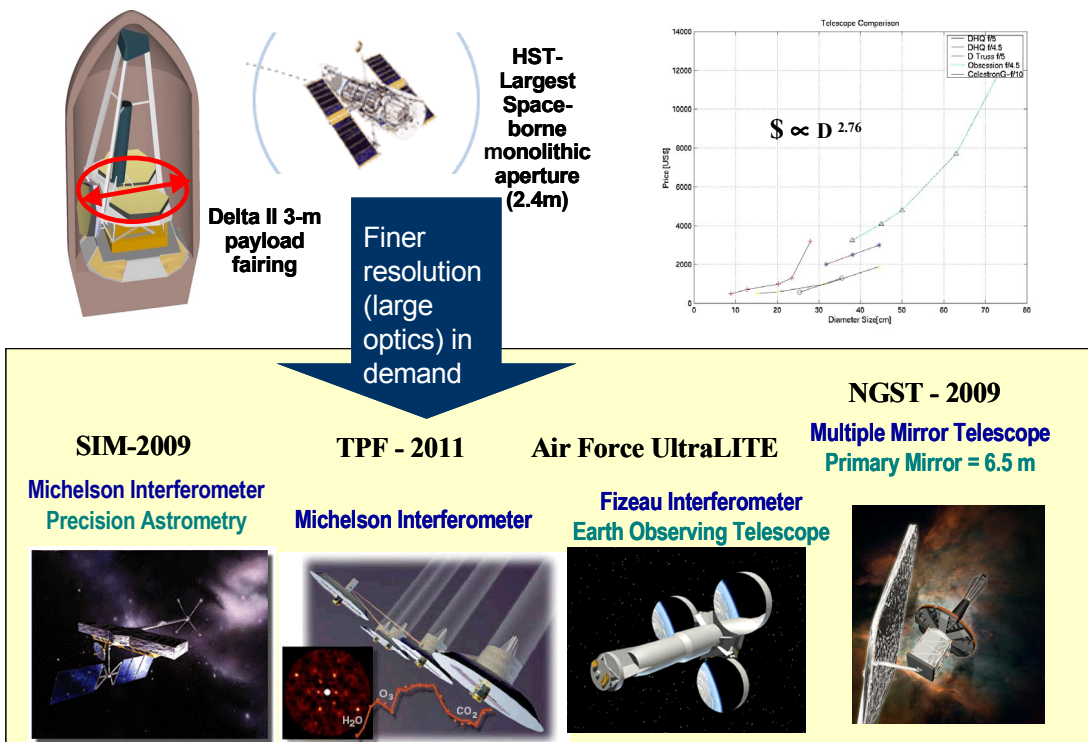 HST-
Largest
Space-
borne
monolithic
aperture
(2.4m)
Delta II 3-m
payload
fairing
Telescope Comparison
DHQ f/5
DHQ f/4.5
D Truss f/5
Obsession f/4.5
CelestronG-f/10
$ ∝ D 2.76
Price [US$]
14000
12000
10000
8000
6000
4000
2000
0
0 10 20 30 40 50 60 70 80
Diameter Size[cm]
Finer
resolution
(large
optics) in
demand
SIM-2009
Michelson Interferometer
Precision Astrometry
TPF - 2011
Michelson Interferometer
H2O
O3
CO2
Air Force UltraLITE
Fizeau Interferometer
Earth Observing Telescope
NGST - 2009
Multiple Mirror Telescope
Primary Mirror = 6.5 m